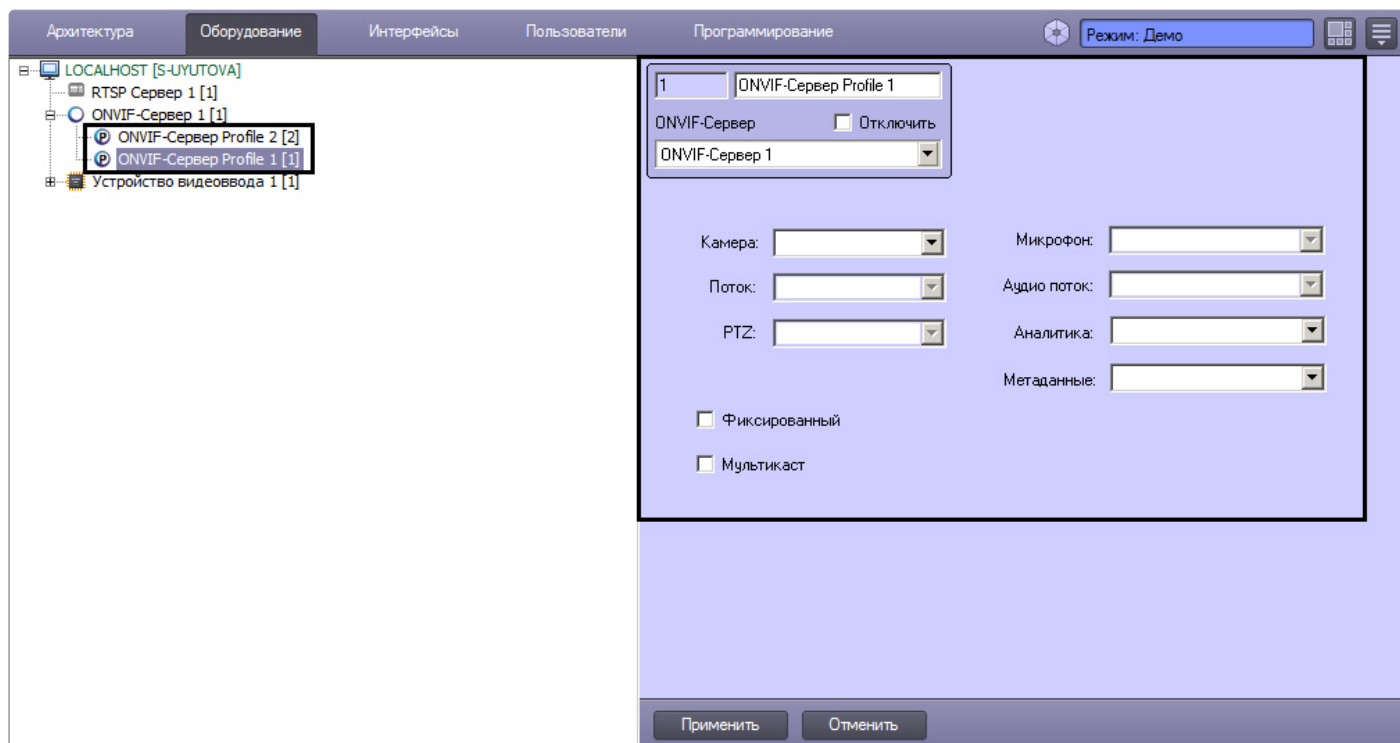 Архитектура Оборудование Интерфейсы Пользователи Программирование Режим: Демо
LOCALHOST [S-UYUTOVA]
RTSP Сервер 1 [1]
ONVIF-Сервер 1 [1]
ONVIF-Сервер Profile 2 [2]
ONVIF-Сервер Profile 1 [1]
Устройство видеоввода 1 [1]
1 ONVIF-Сервер Profile 1
ONVIF-Сервер Отключить
ONVIF-Сервер 1
Камера: Микрофон:
Поток: Аудио поток:
PTZ: Аналитика:
Метаданные:
Фиксированный
Мультикаст
Применить Отменить